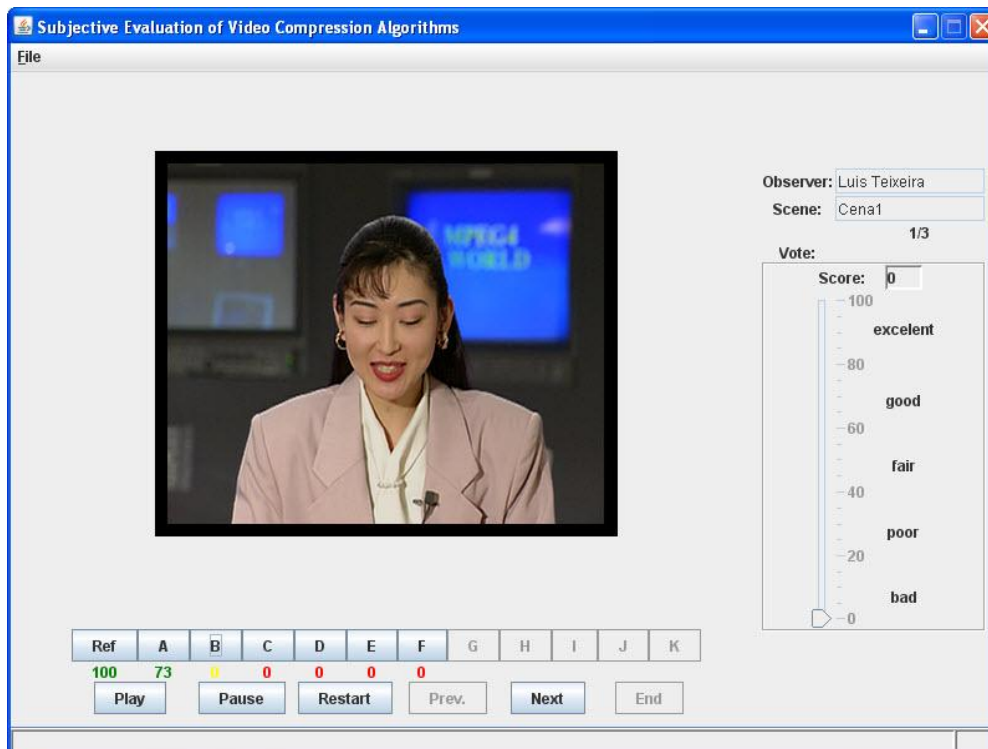 Subjective Evaluation of Video Compression Algorithms
File
MPEG4
WORLD
Observer: Luis Teixeira
Scene: Cena1
1/3
Vote:
Score: 0
100
excelent
80
good
60
fair
40
poor
20
bad
0
Ref A B C D E F G H I J K
100 73 0 0 0 0 0
Play Pause Restart Prev. Next End